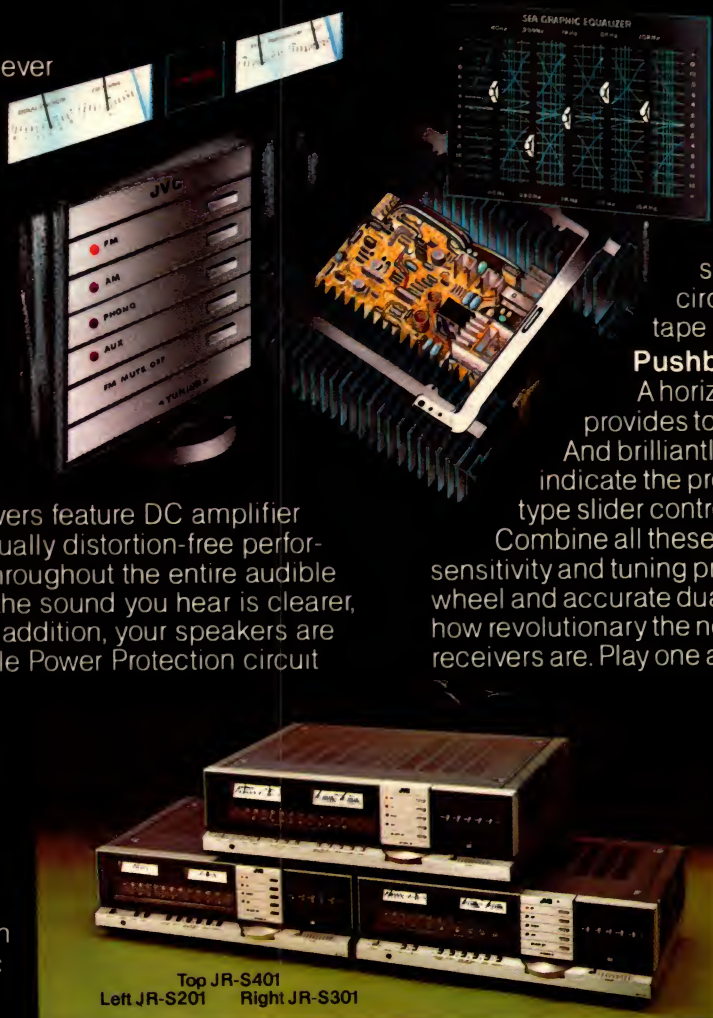 ever
SEA GRAPHIC EQUALIZER
JVC
FM
AM
PHONO
AUX
FM MUTE OFF
<TUNING>
s
circ
tape
Pushb
A horiz
provides to
And brilliantl
indicate the pr
type slider contr
Combine all these
sensitivity and tuning pr
wheel and accurate dua
how revolutionary the n
receivers are. Play one a
vers feature DC amplifier
ually distortion-free perfor-
hroughout the entire audible
he sound you hear is clearer,
addition, your speakers are
le Power Protection circuit
n
Top JR-S401
Left JR-S201 Right JR-S301